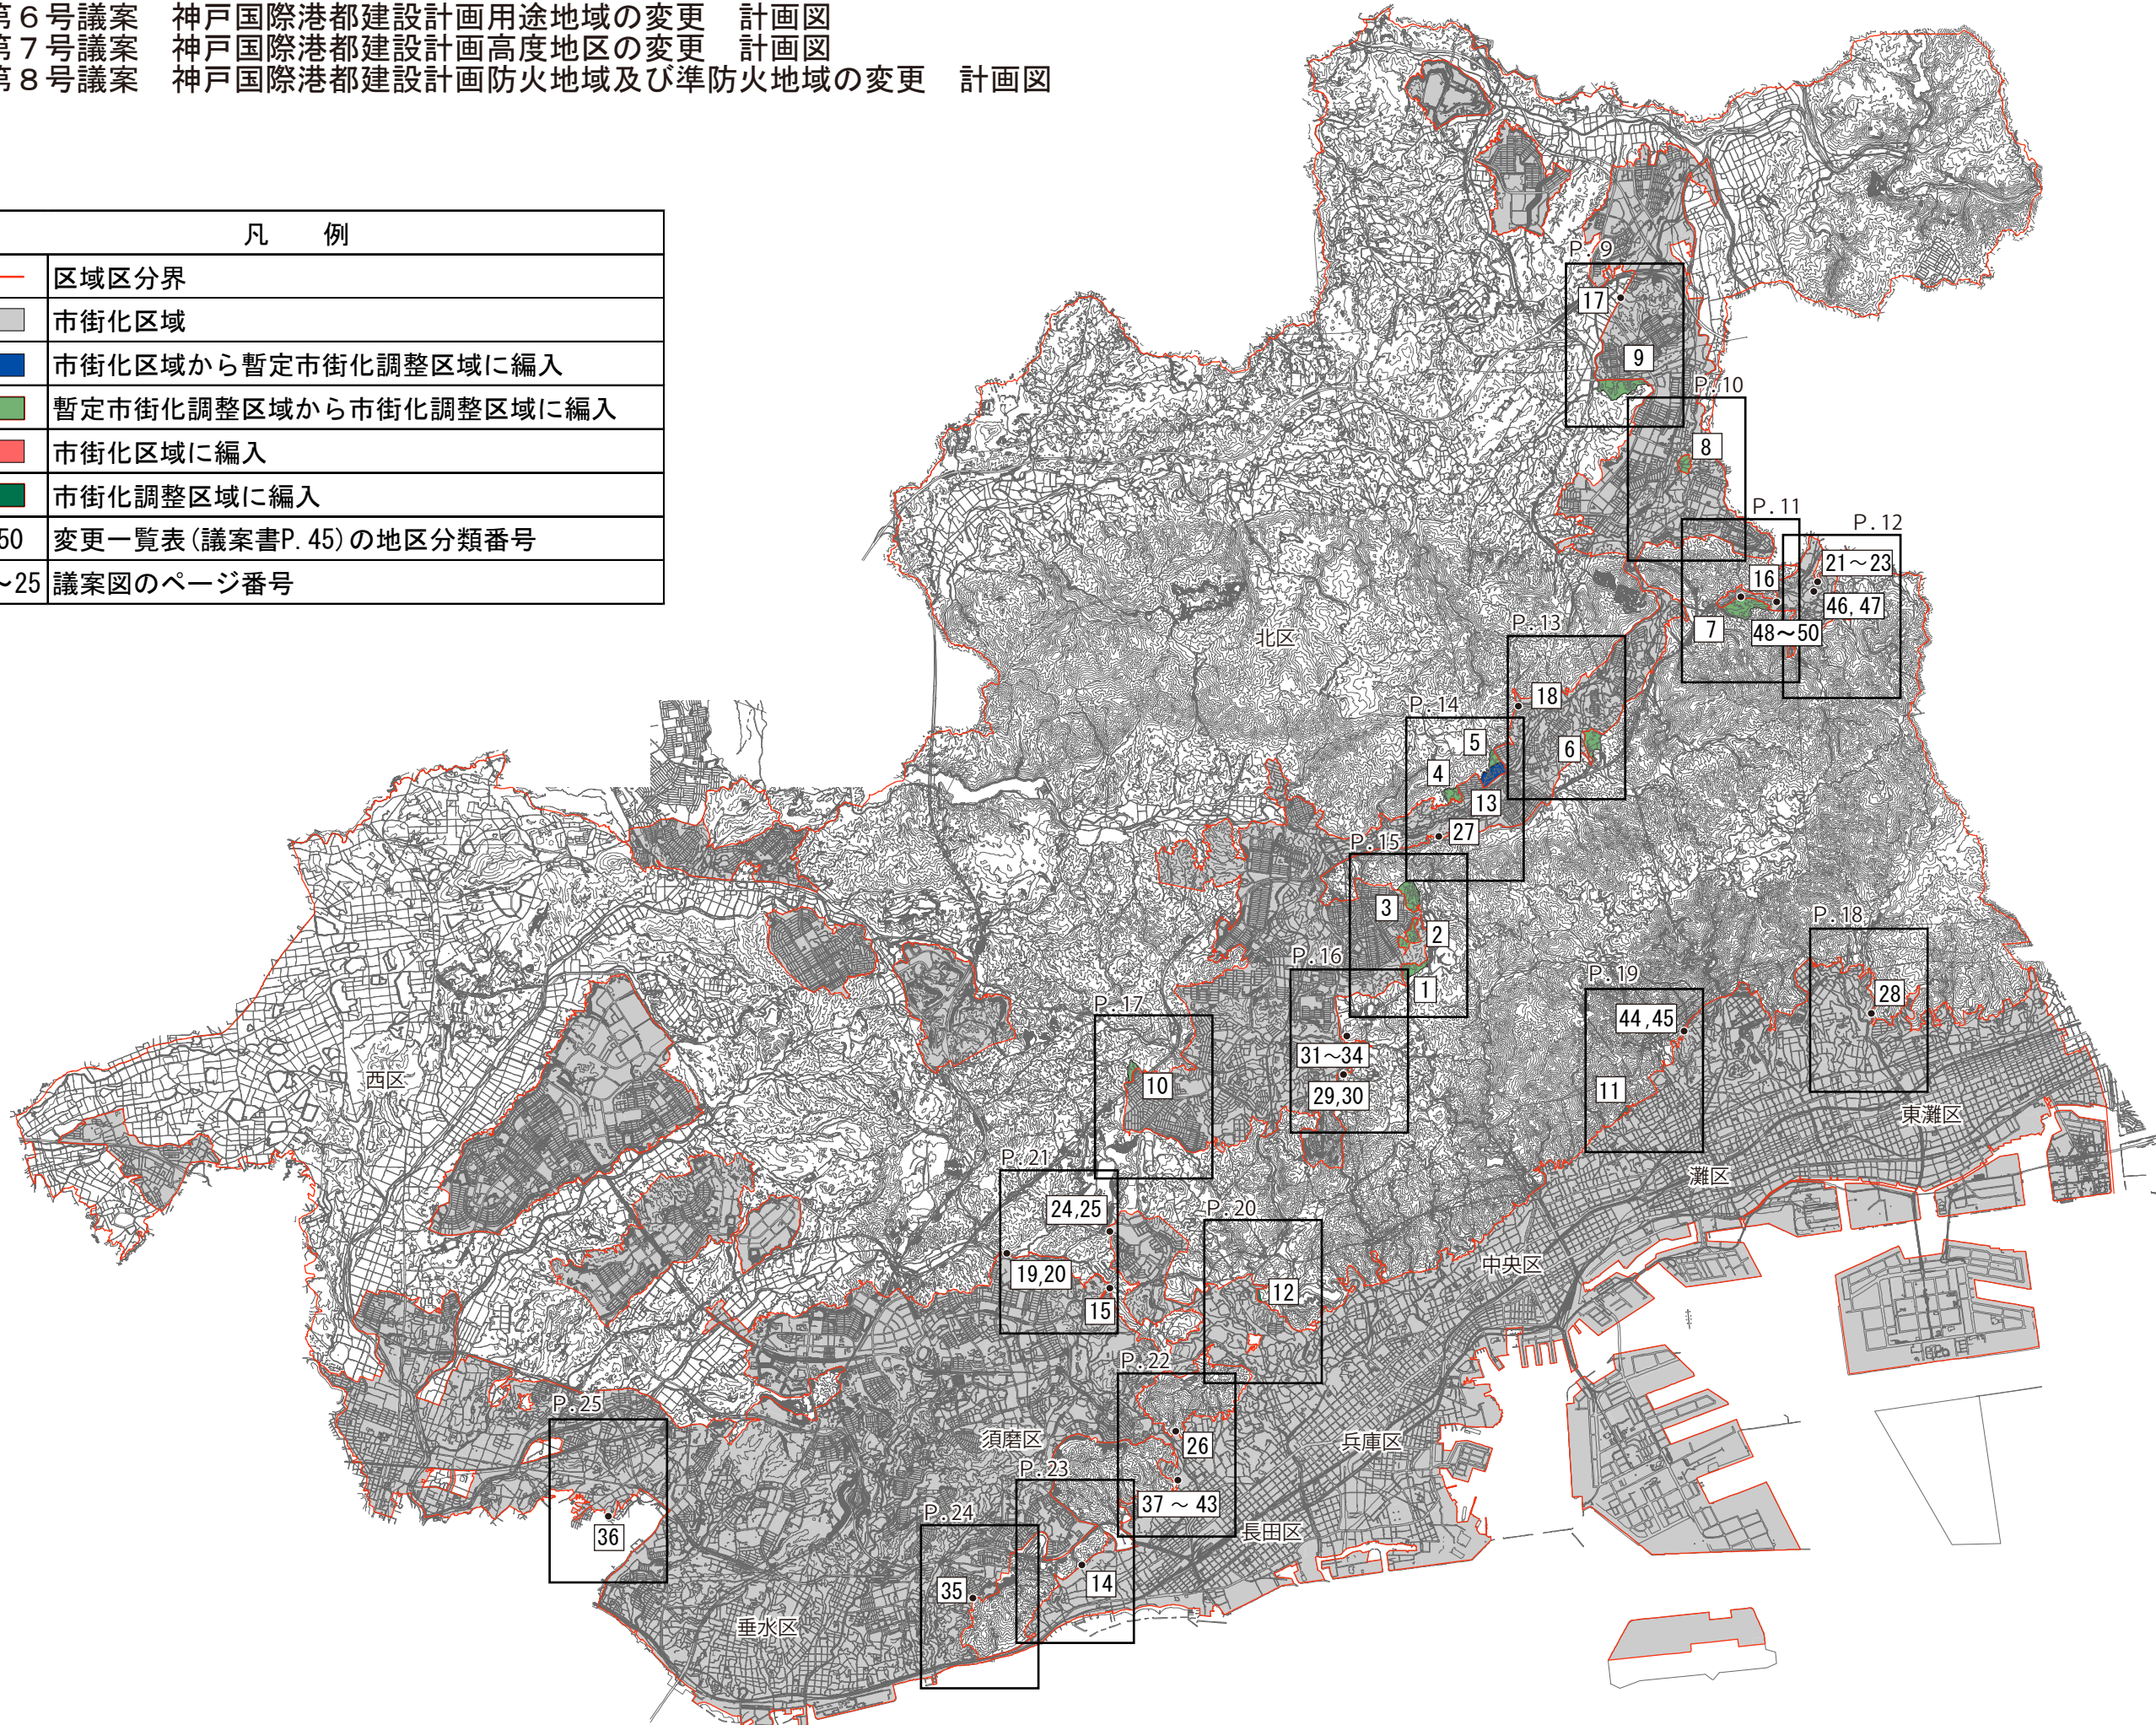 第６号議案　神戸国際港都建設計画用途地域の変更　計画図
第７号議案　神戸国際港都建設計画高度地区の変更　計画図
第８号議案　神戸国際港都建設計画防火地域及び準防火地域の変更　計画図
凡　例
区域区分界
市街化区域
市街化区域から暫定市街化調整区域に編入
暫定市街化調整区域から市街化調整区域に編入
市街化区域に編入
市街化調整区域に編入
50 変更一覧表(議案書P.45)の地区分類番号
～25 議案図のページ番号
P.9
17
9
P.10
8
P.11
P.12
21～23
16
46,47
7
48～50
北区
P.13
18
P.14
5
6
4
13
27
P.15
3
2
P.18
P.16
P.19
1
28
P.17
44,45
31～34
西区
10
11
29,30
東灘区
P.21
灘区
24,25
P.20
中央区
19,20
12
15
P.22
P.25
須磨区
兵庫区
26
P.23
37～43
P.24
長田区
36
14
35
垂水区